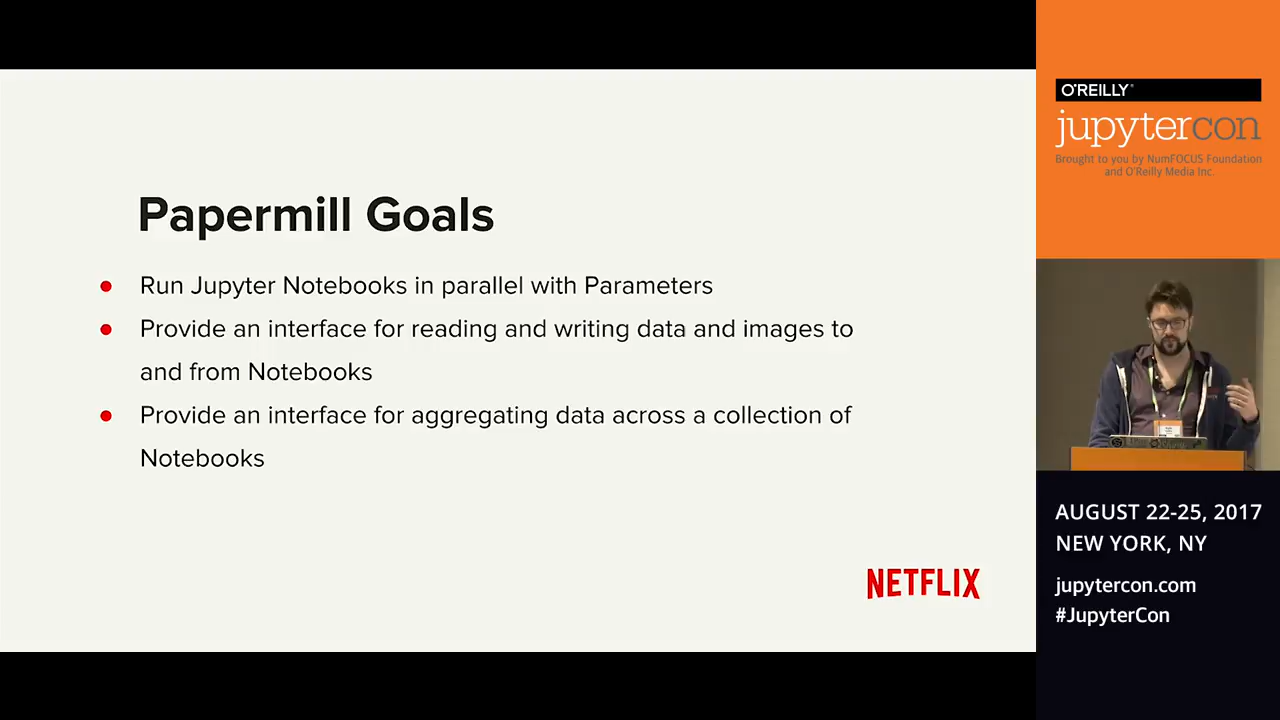 Papermill Goals
● Run Jupyter Notebooks in parallel with Parameters
● Provide an interface for reading and writing data and images to
and from Notebooks
● Provide an interface for aggregating data across a collection of
Notebooks
NETFLIX
O'REILLY®
jupytercon
Brought to you by NumFOCUS Foundation
and O'Reilly Media Inc.
AUGUST 22-25, 2017
NEW YORK, NY
jupytercon.com
#JupyterCon